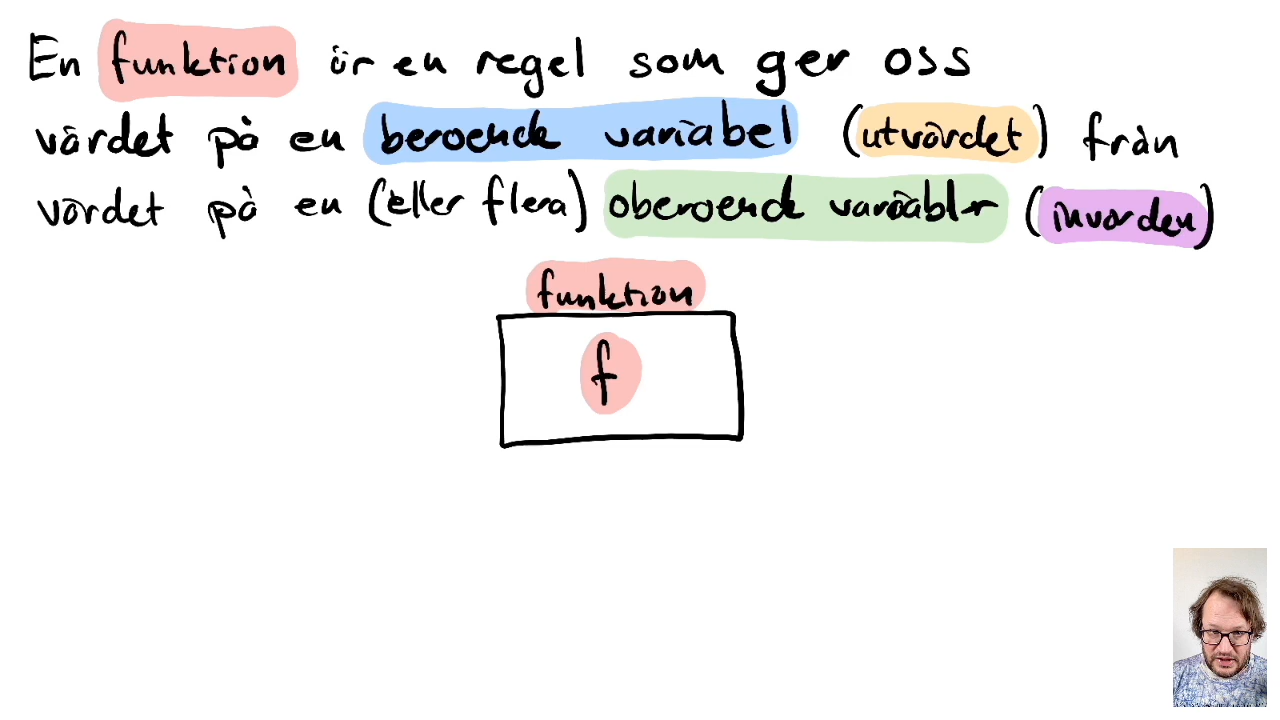 En funktion är en regel som ger oss
värdet på en beroende variabel (utvärdet) från
värdet på en (eller flera) oberoende variabler (invärden)
funktion
f